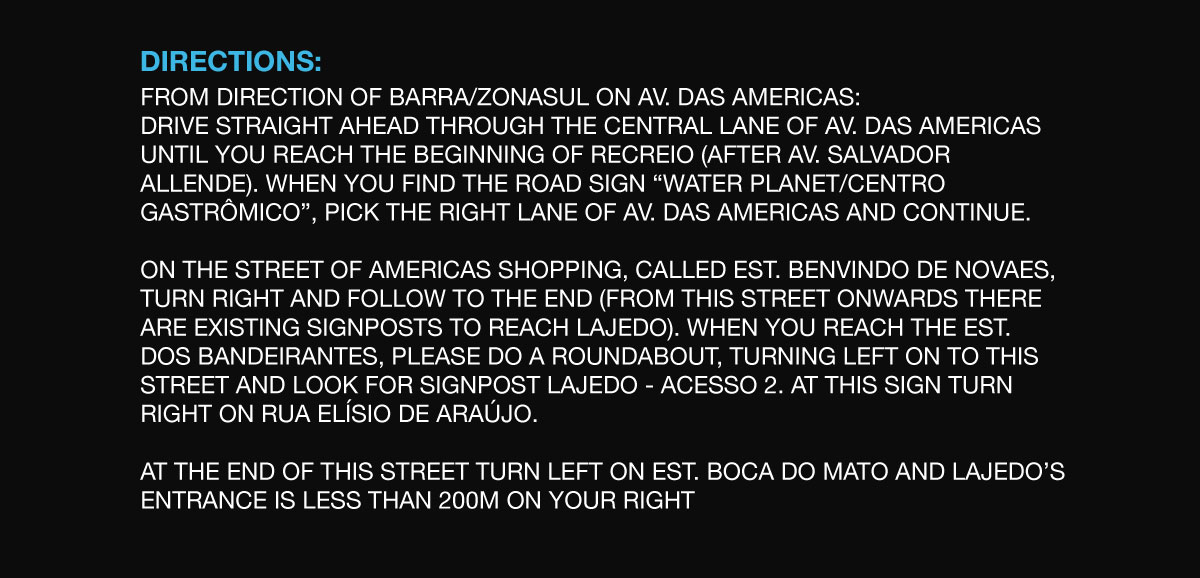 DIRECTIONS:
FROM DIRECTION OF BARRA/ZONASUL ON AV. DAS AMERICAS:
DRIVE STRAIGHT AHEAD THROUGH THE CENTRAL LANE OF AV. DAS AMERICAS
UNTIL YOU REACH THE BEGINNING OF RECREIO (AFTER AV. SALVADOR
ALLENDE). WHEN YOU FIND THE ROAD SIGN “WATER PLANET/CENTRO
GASTRÔMICO”, PICK THE RIGHT LANE OF AV. DAS AMERICAS AND CONTINUE.
ON THE STREET OF AMERICAS SHOPPING, CALLED EST. BENVINDO DE NOVAES,
TURN RIGHT AND FOLLOW TO THE END (FROM THIS STREET ONWARDS THERE
ARE EXISTING SIGNPOSTS TO REACH LAJEDO). WHEN YOU REACH THE EST.
DOS BANDEIRANTES, PLEASE DO A ROUNDABOUT, TURNING LEFT ON TO THIS
STREET AND LOOK FOR SIGNPOST LAJEDO - ACESSO 2. AT THIS SIGN TURN
RIGHT ON RUA ELÍSIO DE ARAÚJO.
AT THE END OF THIS STREET TURN LEFT ON EST. BOCA DO MATO AND LAJEDO’S
ENTRANCE IS LESS THAN 200M ON YOUR RIGHT